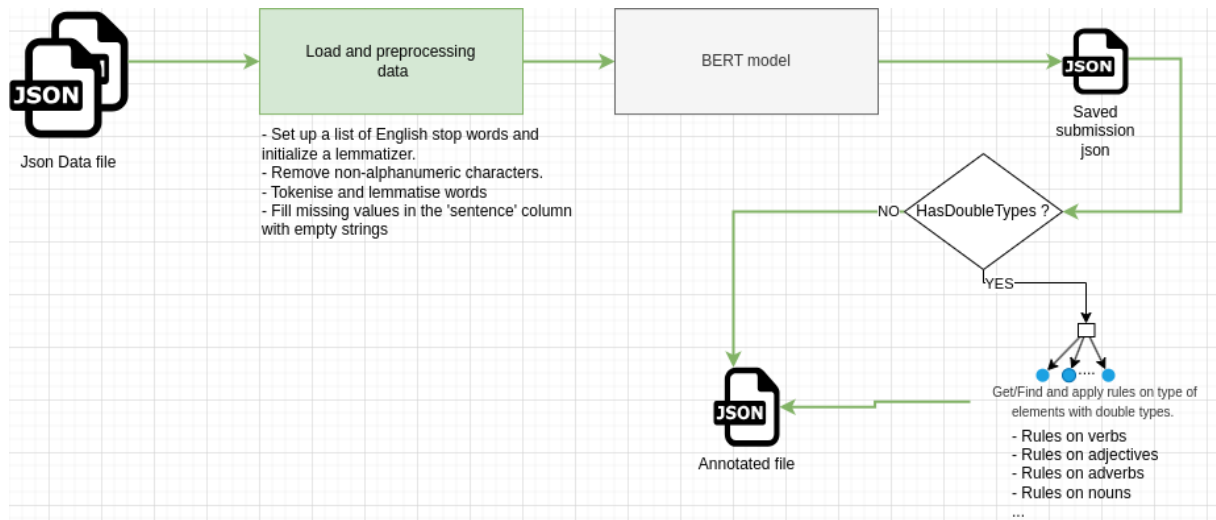 Load and preprocessing
data
BERT model
JSON
JSON
Json Data file
Saved
submission
json
- Set up a list of English stop words and
initialize a lemmatizer.
- Remove non-alphanumeric characters.
- Tokenise and lemmatise words
- Fill missing values in the 'sentence' column
with empty strings
NO
HasDoubleTypes ?
YES
....
Get/Find and apply rules on type of
elements with double types.
JSON
Annotated file
- Rules on verbs
- Rules on adjectives
- Rules on adverbs
- Rules on nouns
...